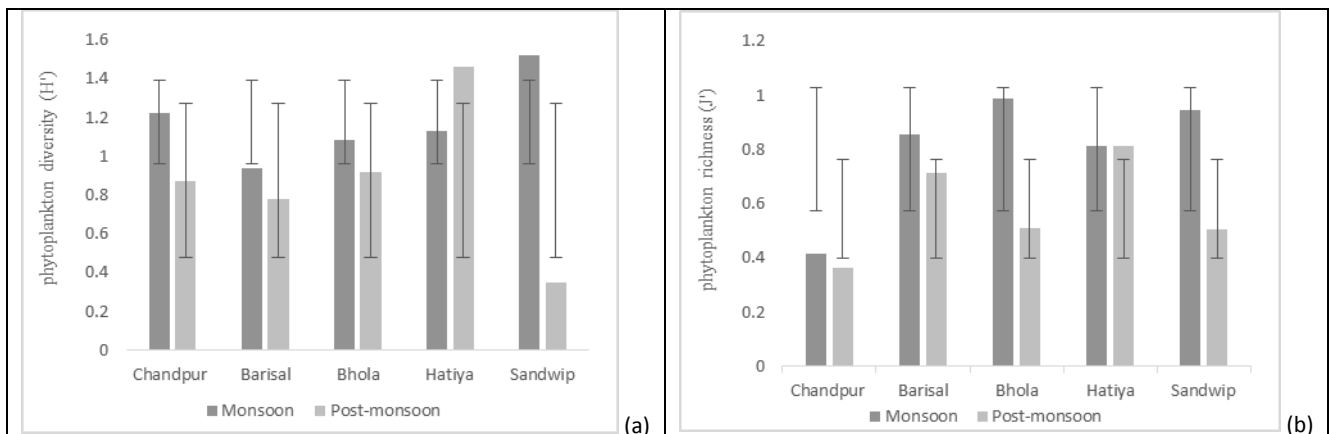 phytoplankton diversity (H')
1.6
1.4
1.2
1
0.8
0.6
0.4
0.2
0
Chandpur Barisal Bhola Hatiya Sandwip
Monsoon Post-monsoon
(a)
phytoplankton richness (J')
1.2
1
0.8
0.6
0.4
0.2
0
Chandpur Barisal Bhola Hatiya Sandwip
Monsoon Post-monsoon
(b)